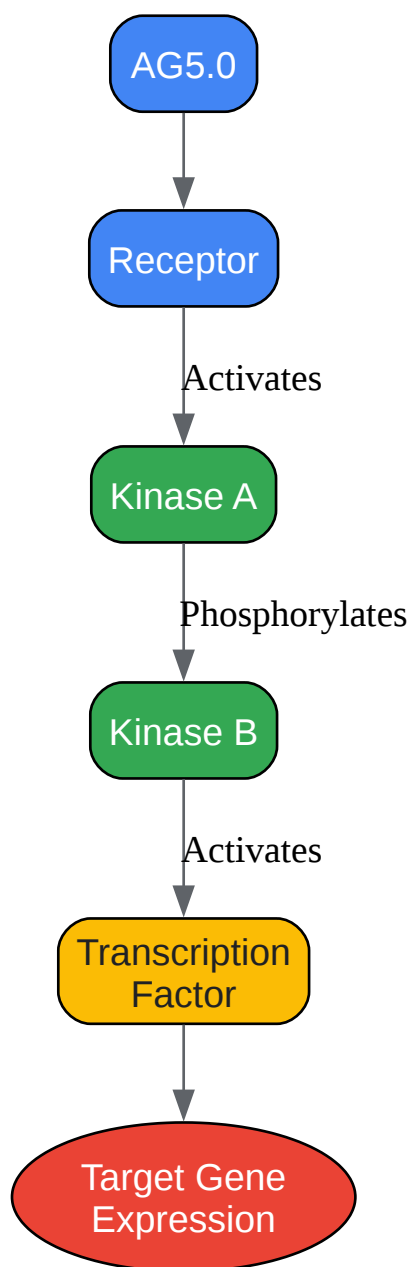 AG5.0
Receptor
Activates
Kinase A
Phosphorylates
Kinase B
Activates
Transcription
Factor
Target Gene
Expression